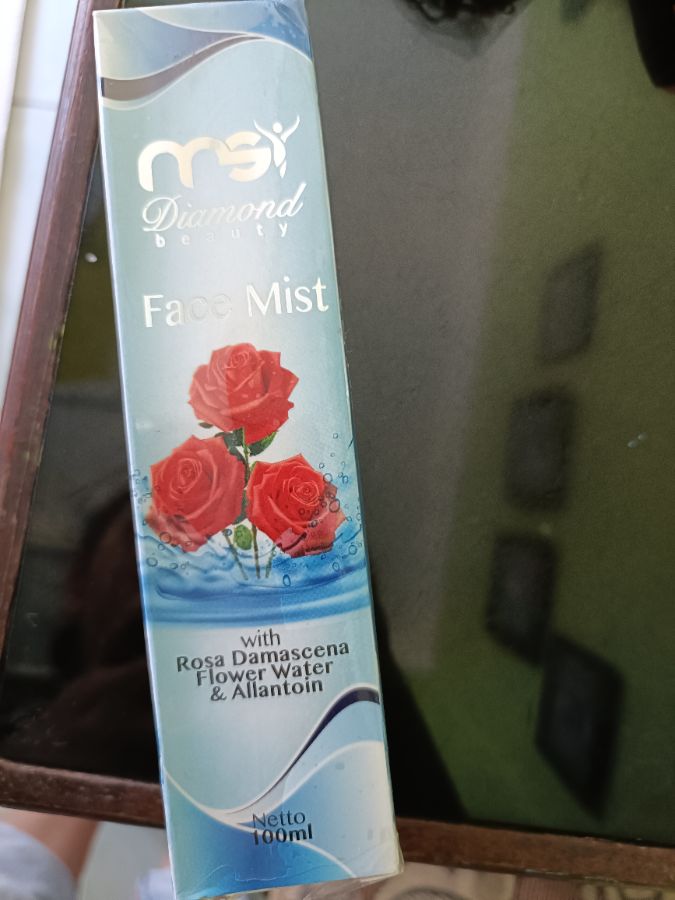 msi
Diamond
beauty
Face Mist
with
Rosa Damascena
Flower Water
& Allantoin
Netto
100ml